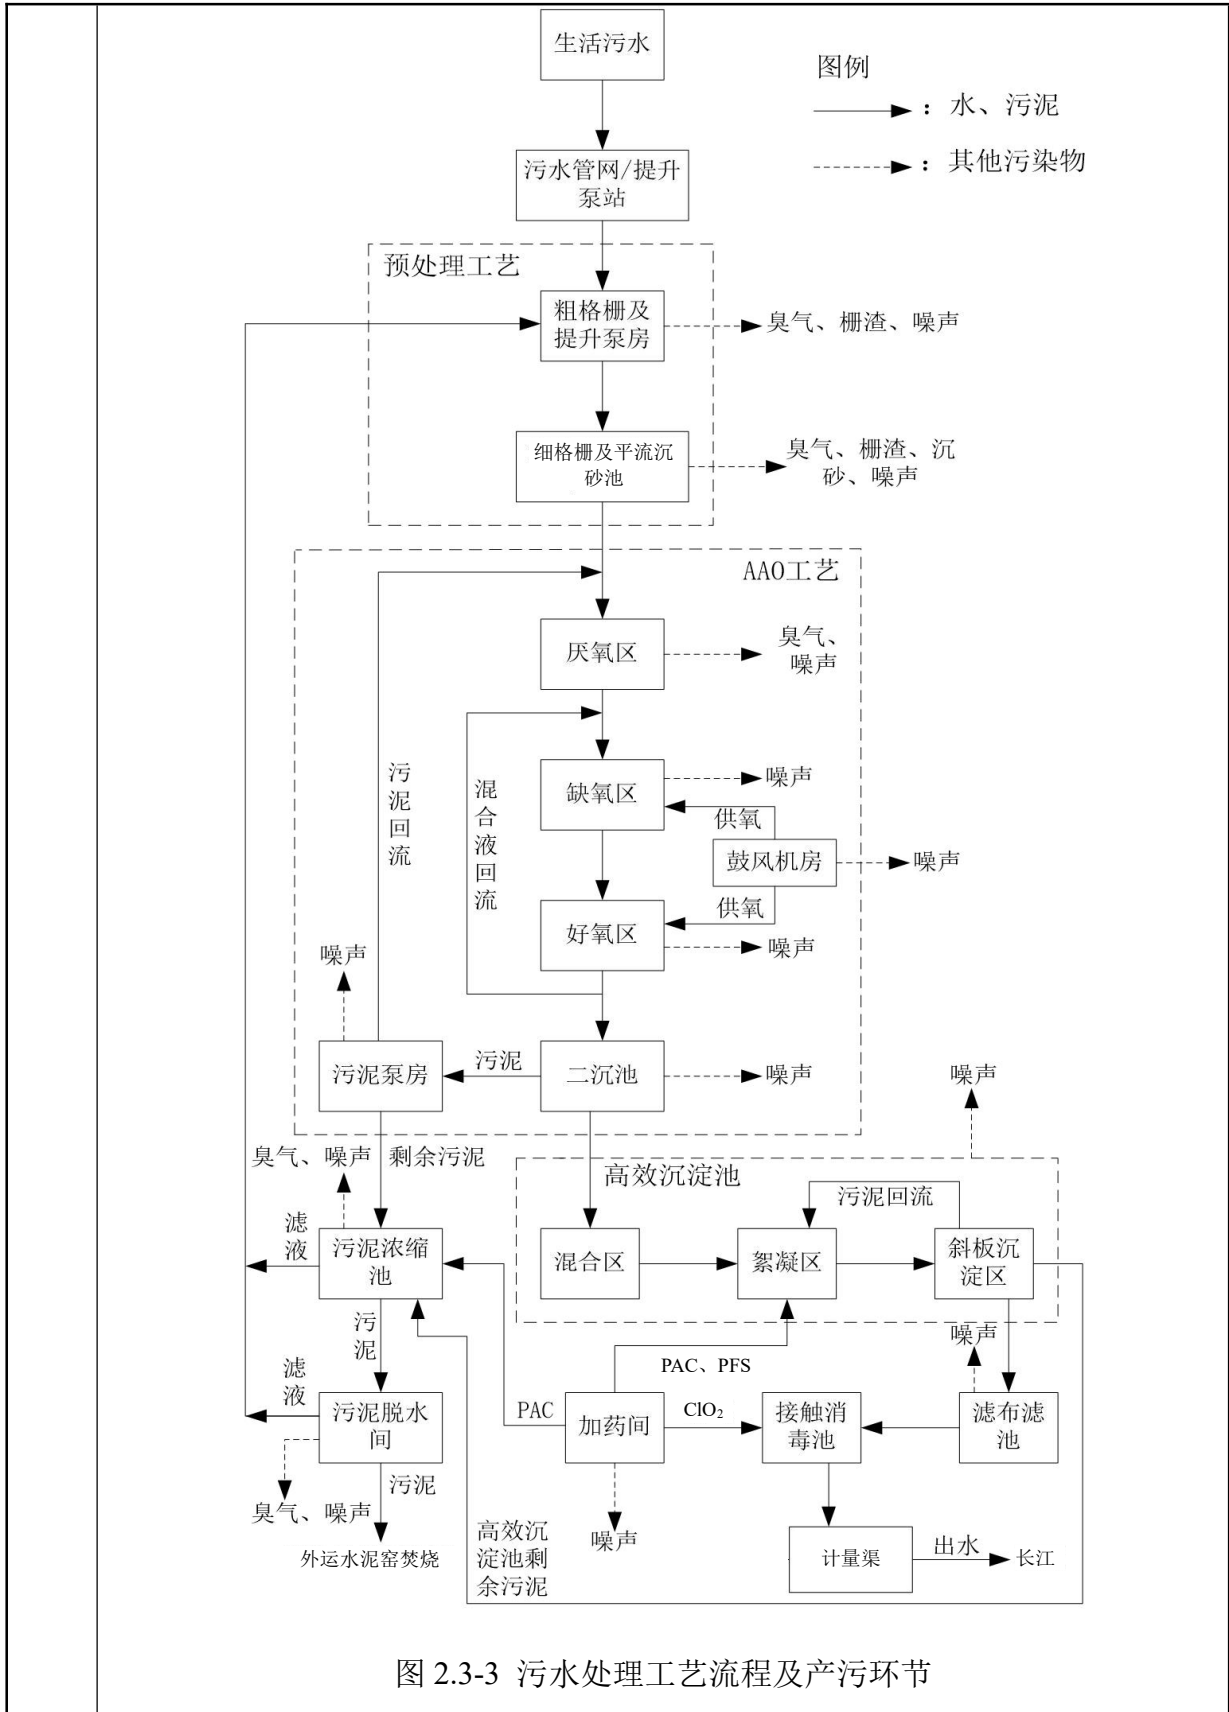 生活污水
图例
：水、污泥
：其他污染物
污水管网/提升
泵站
预处理工艺
粗格栅及
提升泵房
臭气、栅渣、噪声
细格栅及平流沉
砂池
臭气、栅渣、沉
砂、噪声
AAO工艺
厌氧区
臭气、
噪声
污泥回流
混合液回流
缺氧区
噪声
供氧
鼓风机房
噪声
供氧
好氧区
噪声
噪声
污泥泵房
污泥
二沉池
噪声
噪声
臭气、噪声
剩余污泥
高效沉淀池
污泥回流
滤液
污泥浓缩
池
混合区
絮凝区
斜板沉
淀区
污泥
噪声
PAC、PFS
滤液
污泥脱水
间
PAC
加药间
ClO₂
接触消
毒池
滤布滤
池
污泥
臭气、噪声
噪声
外运水泥窑焚烧
高效沉
淀池剩
余污泥
计量渠
出水
长江
图 2.3-3 污水处理工艺流程及产污环节